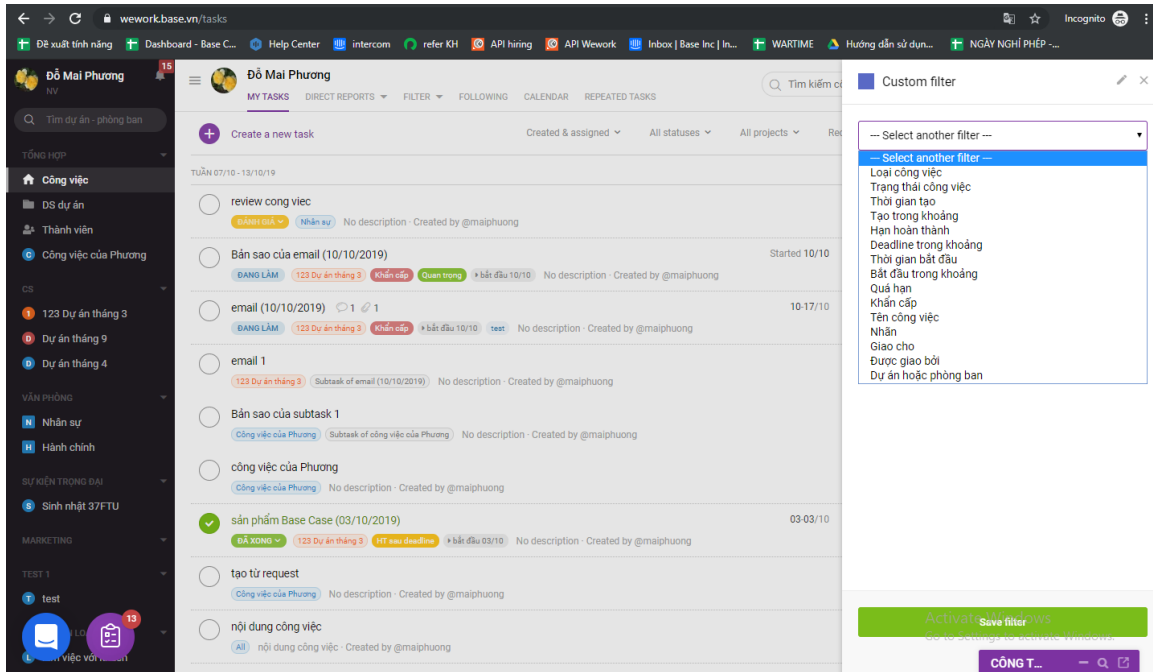 wework.base.vn/tasks
Incognito
Đề xuất tính năng
Dashboard - Base C...
Help Center
intercom
refer KH
API hiring
API Wework
Inbox | Base Inc | In...
WARTIME
Hướng dẫn sử dụn...
NGÀY NGHỈ PHÉP -...
Đỗ Mai Phương
15
NV
Tìm dự án - phòng ban
TỔNG HỢP
Công việc
DS dự án
Thành viên
C Công việc của Phương
CS
1 123 Dự án tháng 3
D Dự án tháng 9
D Dự án tháng 4
VĂN PHÒNG
N Nhân sự
H Hành chính
SỰ KIỆN TRỌNG ĐẠI
S Sinh nhật 37FTU
MARKETING
TEST 1
T test
13
Đỗ Mai Phương
MY TASKS DIRECT REPORTS FILTER FOLLOWING CALENDAR REPEATED TASKS
Tìm kiếm cô
Create a new task Created & assigned All statuses All projects Rec
TUẦN 07/10 - 13/10/19
review cong viec
ĐÁNH GIÁ Nhân sự No description · Created by @maiphuong
Bản sao của email (10/10/2019) Started 10/10
ĐANG LÀM 123 Dự án tháng 3 Khẩn cấp Quan trong bắt đầu 10/10 No description · Created by @maiphuong
email (10/10/2019) 1 1 10-17/10
ĐANG LÀM 123 Dự án tháng 3 Khẩn cấp bắt đầu 10/10 test No description · Created by @maiphuong
email 1
123 Dự án tháng 3 Subtask of email (10/10/2019) No description · Created by @maiphuong
Bản sao của subtask 1
Công việc của Phương Subtask of công việc của Phương No description · Created by @maiphuong
công việc của Phương
Công việc của Phương No description · Created by @maiphuong
sản phẩm Base Case (03/10/2019) 03-03/10
ĐÃ XONG 123 Dự án tháng 3 HT sau deadline bắt đầu 03/10 No description · Created by @maiphuong
tạo từ request
Công việc của Phương No description · Created by @maiphuong
nội dung công việc
All nội dung công việc · Created by @maiphuong
Custom filter
--- Select another filter ---
--- Select another filter ---
Loại công việc
Trạng thái công việc
Thời gian tạo
Tạo trong khoảng
Hạn hoàn thành
Deadline trong khoảng
Thời gian bắt đầu
Bắt đầu trong khoảng
Quá hạn
Khẩn cấp
Tên công việc
Nhãn
Giao cho
Được giao bởi
Dự án hoặc phòng ban
Activate Windows
Save filter
Go to Settings to activate Windows.
CÔNG T...